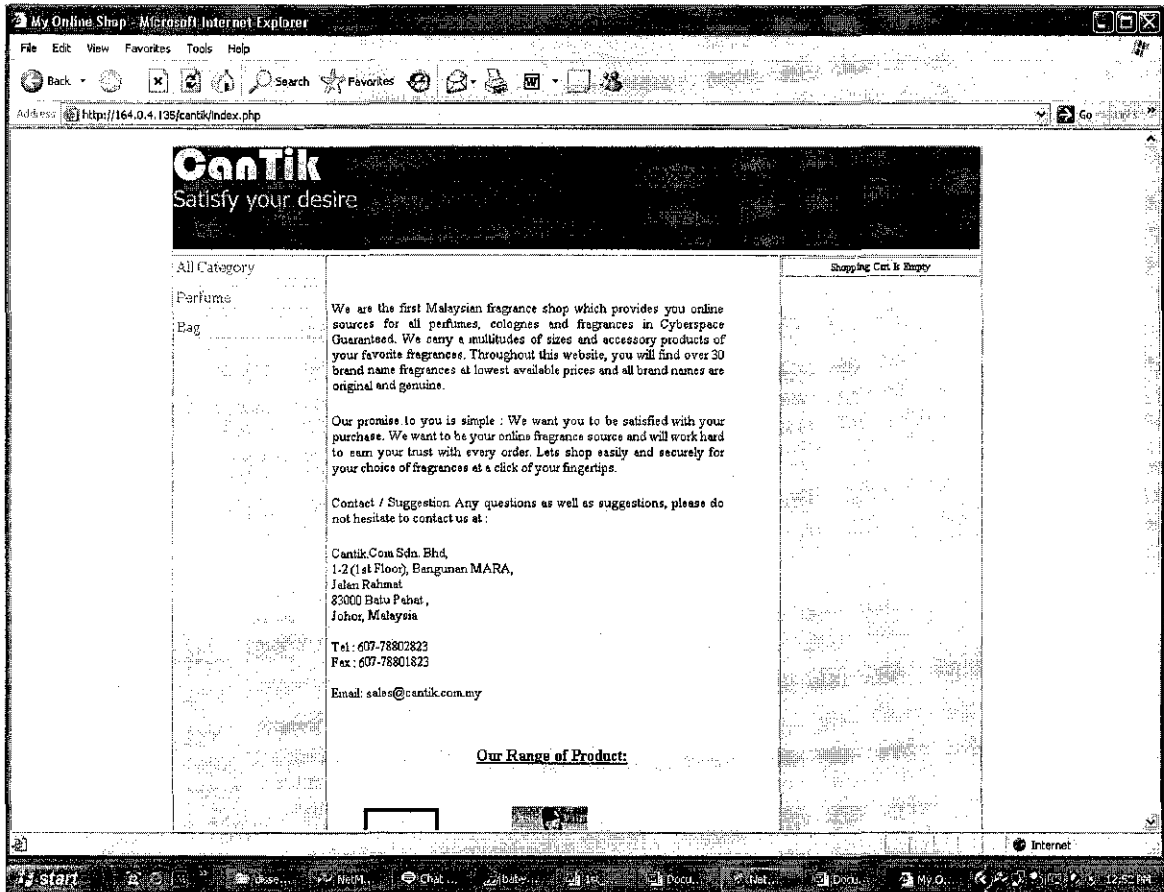 My Online Shop - Microsoft Internet Explorer
File Edit View Favorites Tools Help
Back Search Favorites
Address http://164.0.4.135/cantik/index.php Go
CanTik
Satisfy your desire
All Category
Perfume
Bag
Shopping Cart Is Empty
We are the first Malaysian fragrance shop which provides you online
sources for all perfumes, colognes and fragrances in Cyberspace
Guaranteed. We carry a multitudes of sizes and accessory products of
your favorite fragrances. Throughout this website, you will find over 30
brand name fragrances at lowest available prices and all brand names are
original and genuine.
Our promise to you is simple : We want you to be satisfied with your
purchase. We want to be your online fragrance source and will work hard
to earn your trust with every order. Lets shop easily and securely for
your choice of fragrances at a click of your fingertips.
Contact / Suggestion Any questions as well as suggestions, please do
not hesitate to contact us at :
Cantik.Com Sdn. Bhd,
1-2 (1st Floor), Bangunan MARA,
Jalan Rahmat
83000 Batu Pahat ,
Johor, Malaysia
Tel : 607-78802823
Fax : 607-78801823
Email: sales@cantik.com.my
Our Range of Product:
Internet
start NetM... Chat ... 1st Docu... Net... Docu... My O... 12:52 PM